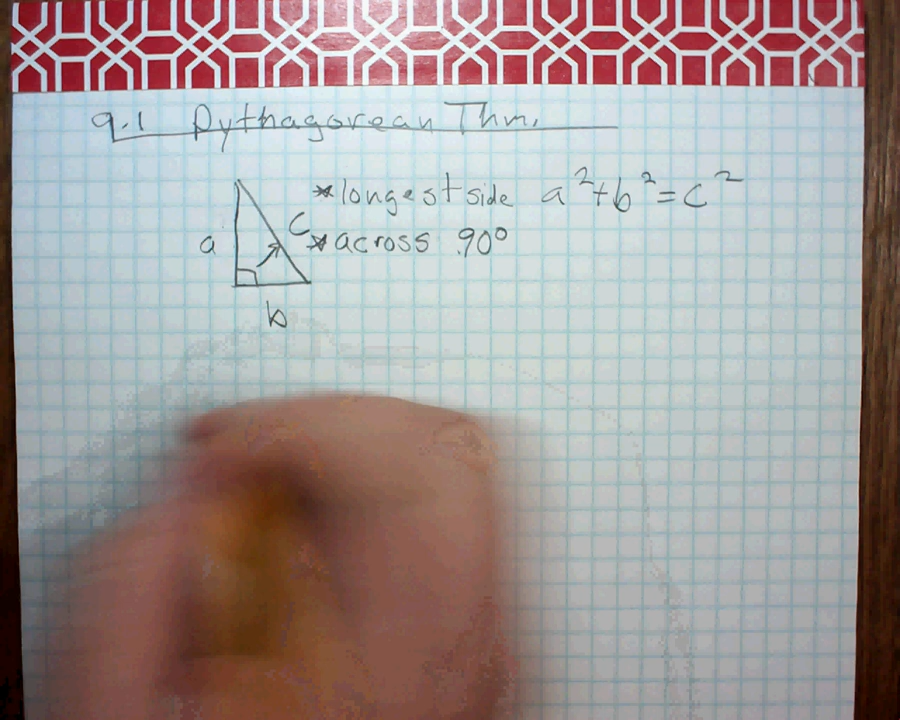 9.1 Pythagorean Thm.
*longest side a²+b²=c²
c
a *across 90°
b